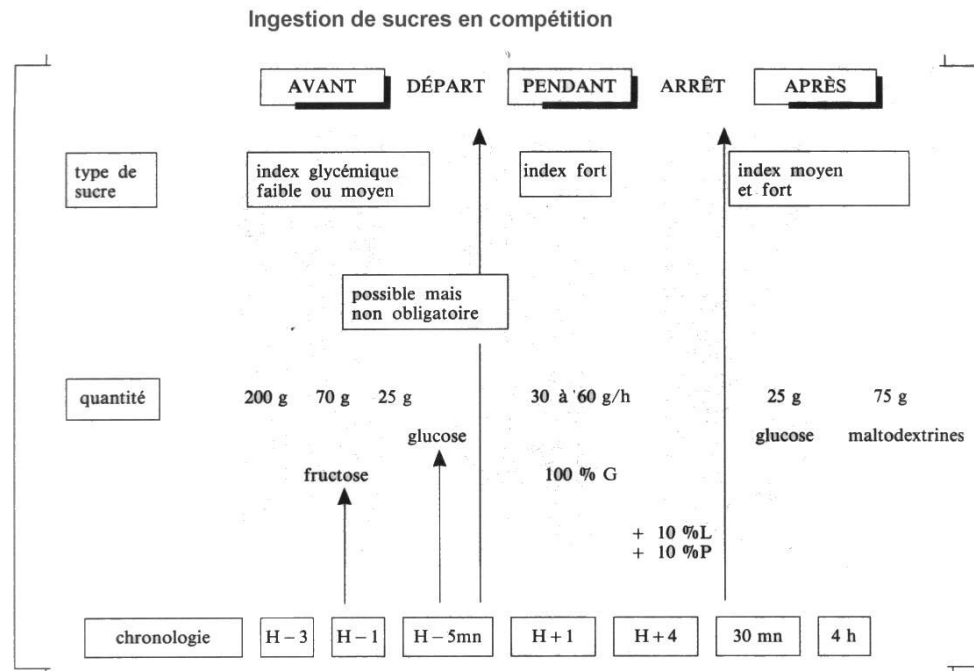 Ingestion de sucres en compétition
AVANT DÉPART PENDANT ARRÊT APRÈS
type de
sucre
index glycémique
faible ou moyen
index fort
index moyen
et fort
possible mais
non obligatoire
quantité
200 g 70 g 25 g 30 à 60 g/h 25 g 75 g
glucose glucose maltodextrines
fructose 100 % G
+ 10 %L
+ 10 %P
chronologie H−3 H−1 H−5mn H+1 H+4 30 mn 4 h